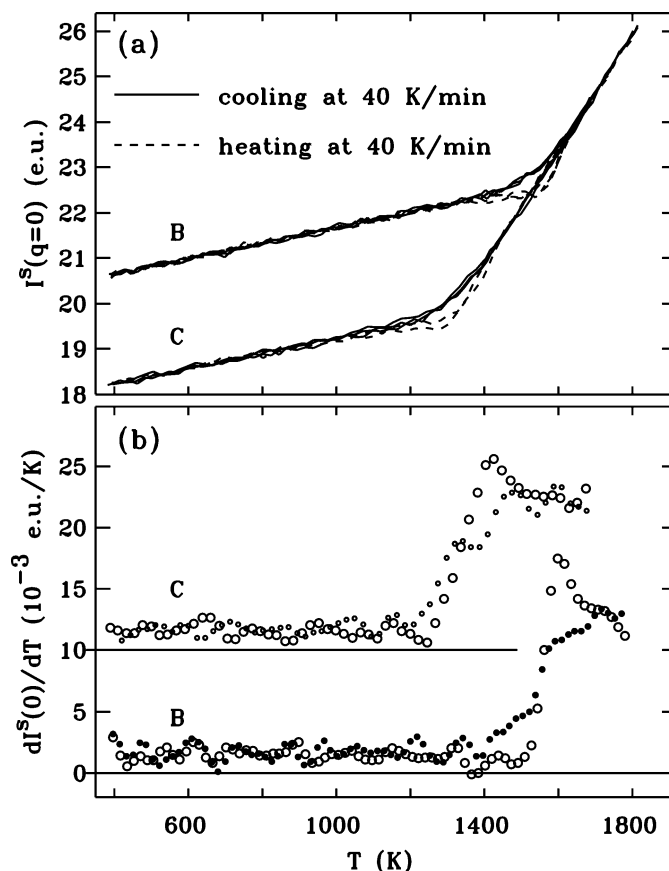 (a)
cooling at 40 K/min
heating at 40 K/min
B
C
I^S(q=0) (e.u.)
26
25
24
23
22
21
20
19
18
(b)
C
B
dI^S(0)/dT (10^-3 e.u./K)
25
20
15
10
5
0
600
1000
1400
1800
T (K)